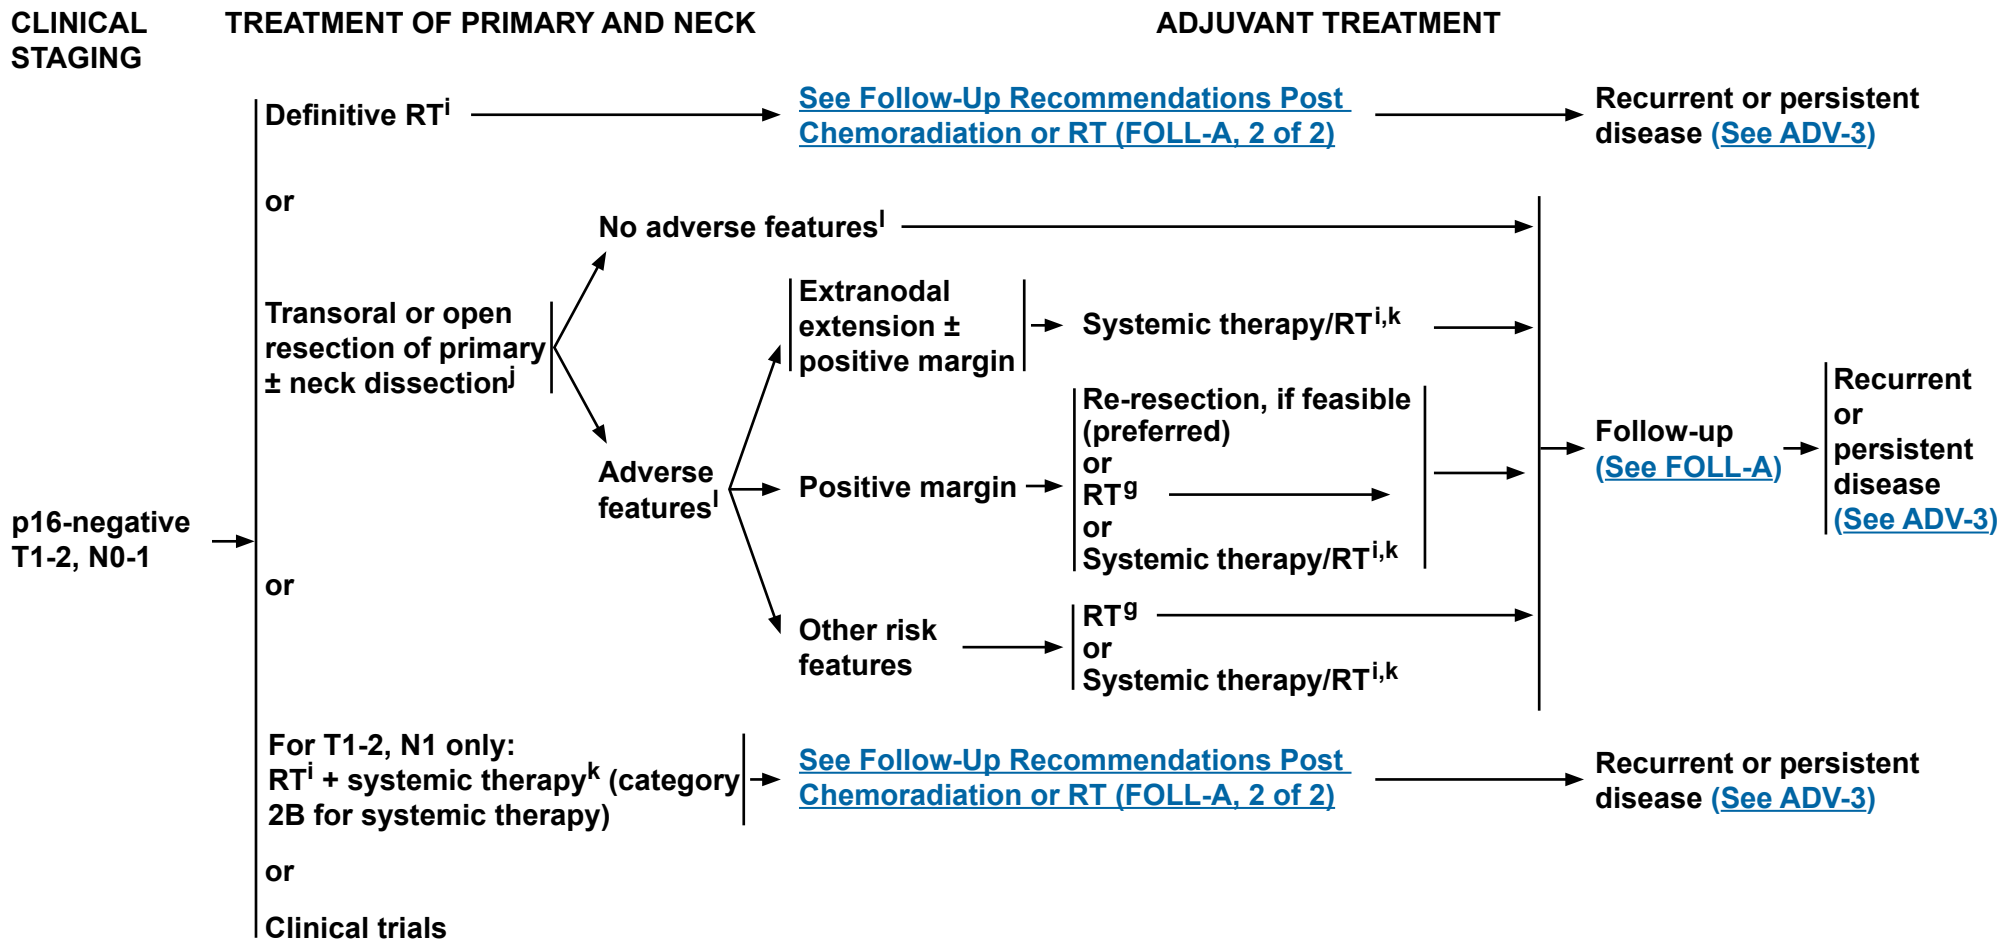 CLINICAL
STAGING
TREATMENT OF PRIMARY AND NECK
ADJUVANT TREATMENT
p16-negative
T1-2, N0-1
Definitive RTⁱ
See Follow-Up Recommendations Post
Chemoradiation or RT (FOLL-A, 2 of 2)
Recurrent or persistent
disease (See ADV-3)
or
Transoral or open
resection of primary
± neck dissectionʲ
No adverse featuresˡ
Adverse
featuresˡ
Extranodal
extension ±
positive margin
Systemic therapy/RTⁱ,ᵏ
Positive margin
Re-resection, if feasible
(preferred)
or
RTᵍ
or
Systemic therapy/RTⁱ,ᵏ
Other risk
features
RTᵍ
or
Systemic therapy/RTⁱ,ᵏ
Follow-up
(See FOLL-A)
Recurrent
or
persistent
disease
(See ADV-3)
or
For T1-2, N1 only:
RTⁱ + systemic therapyᵏ (category
2B for systemic therapy)
See Follow-Up Recommendations Post
Chemoradiation or RT (FOLL-A, 2 of 2)
Recurrent or persistent
disease (See ADV-3)
or
Clinical trials